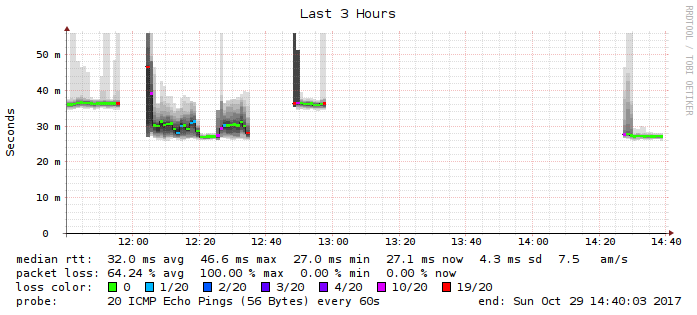 Last 3 Hours
RRDTOOL / TOBI OETIKER
Seconds
50 m
40 m
30 m
20 m
10 m
0
12:00 12:20 12:40 13:00 13:20 13:40 14:00 14:20 14:40
median rtt: 32.0 ms avg 46.6 ms max 27.0 ms min 27.1 ms now 4.3 ms sd 7.5 am/s
packet loss: 64.24 % avg 100.00 % max 0.00 % min 0.00 % now
loss color: 0 1/20 2/20 3/20 4/20 10/20 19/20
probe: 20 ICMP Echo Pings (56 Bytes) every 60s end: Sun Oct 29 14:40:03 2017